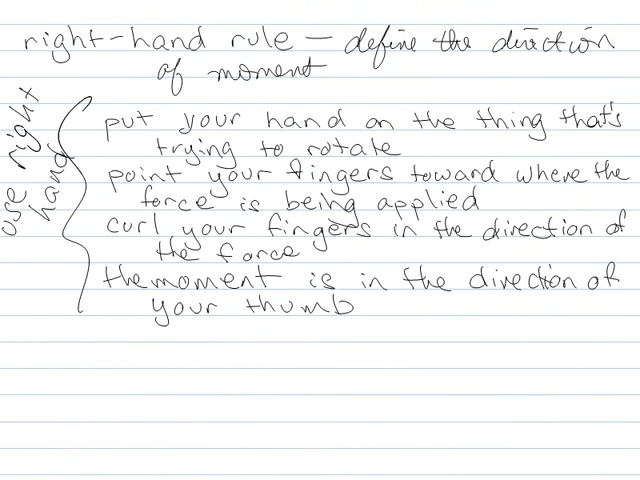 right-hand rule — define the direction
of moment
use right
hand
put your hand on the thing that's
trying to rotate
point your fingers toward where the
force is being applied
curl your fingers in the direction of
the force
the moment is in the direction of
your thumb